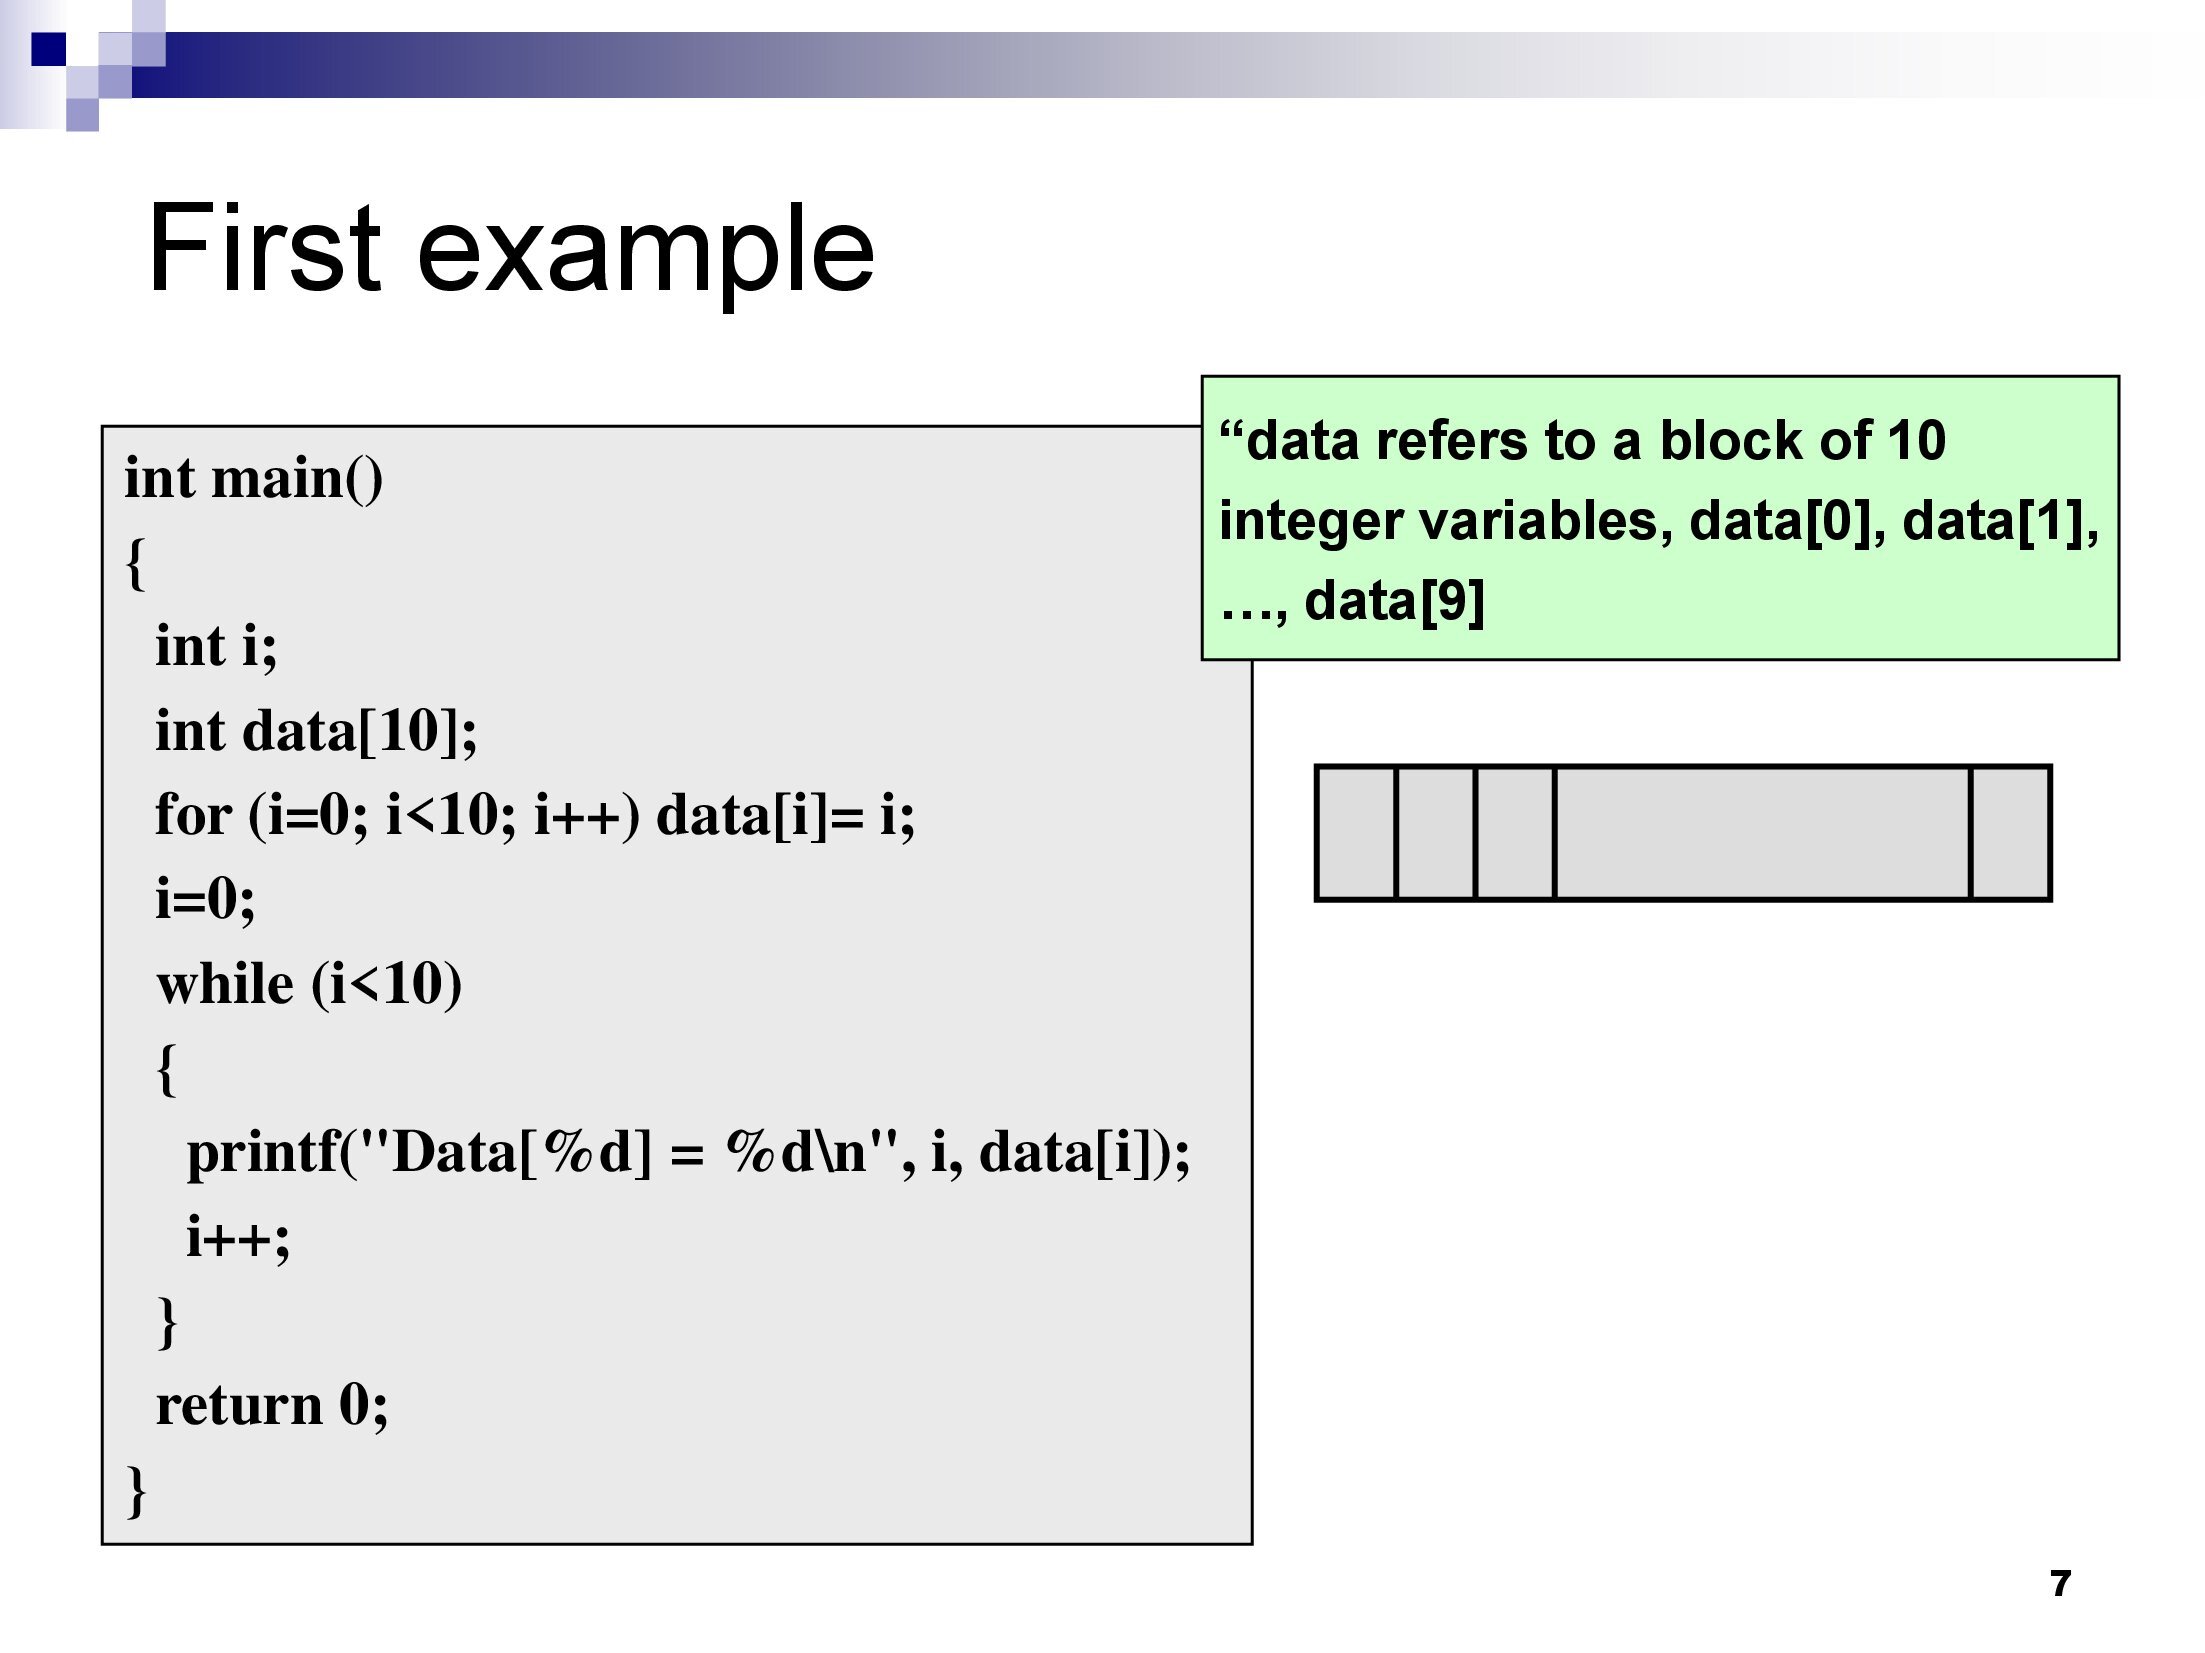 First example
“data refers to a block of 10
integer variables, data[0], data[1],
…, data[9]
int main()
{
int i;
int data[10];
for (i=0; i<10; i++) data[i]= i;
i=0;
while (i<10)
{
printf("Data[%d] = %d\n", i, data[i]);
i++;
}
return 0;
}
7